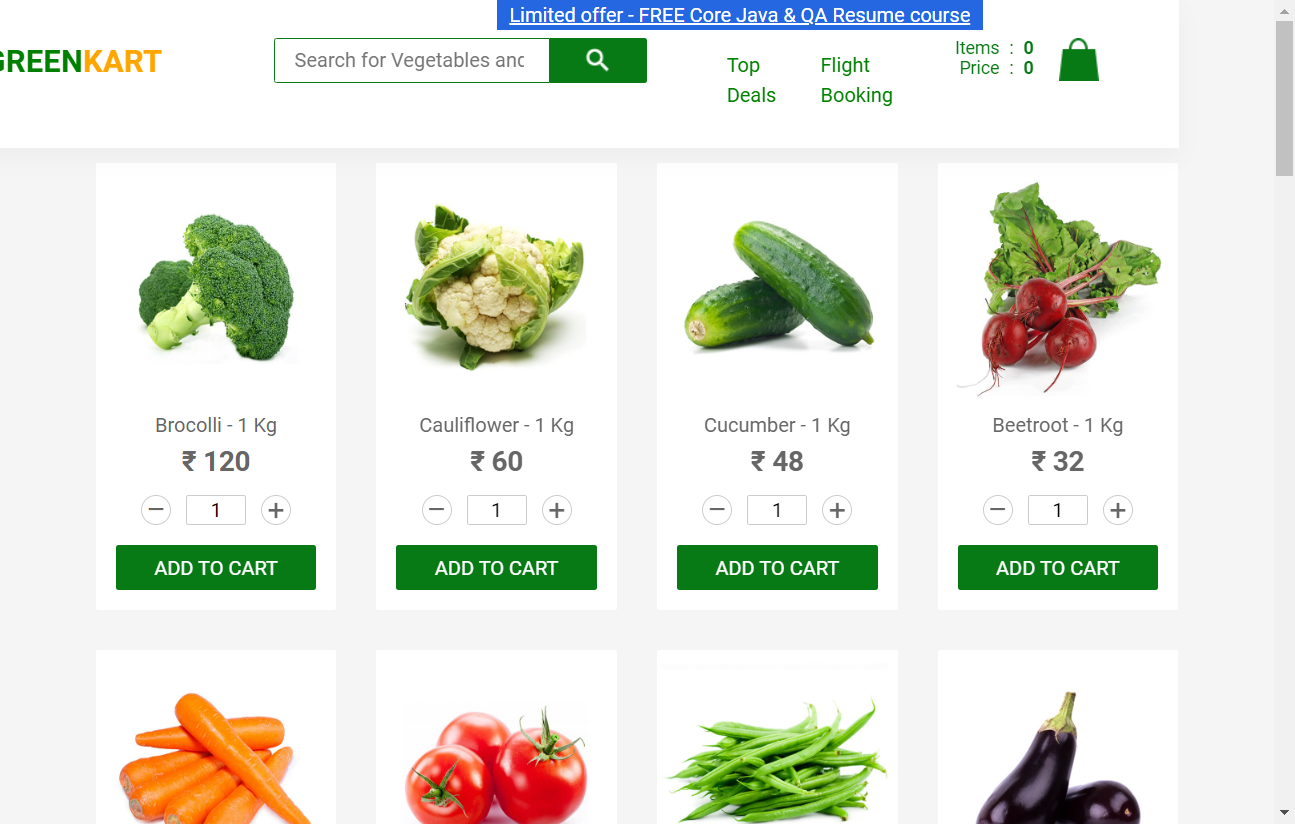 Limited offer - FREE Core Java & QA Resume course
GREENKART
Search for Vegetables and
Top Deals
Flight Booking
Items : 0
Price : 0
Brocolli - 1 Kg
₹ 120
− 1 +
ADD TO CART
Cauliflower - 1 Kg
₹ 60
− 1 +
ADD TO CART
Cucumber - 1 Kg
₹ 48
− 1 +
ADD TO CART
Beetroot - 1 Kg
₹ 32
− 1 +
ADD TO CART